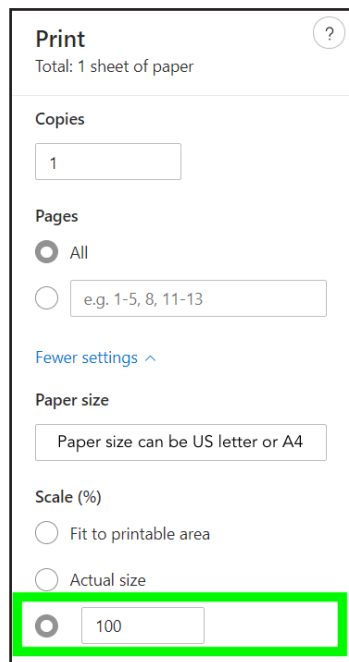 Print
?
Total: 1 sheet of paper
Copies
1
Pages
All
e.g. 1-5, 8, 11-13
Fewer settings
Paper size
Paper size can be US letter or A4
Scale (%)
Fit to printable area
Actual size
100